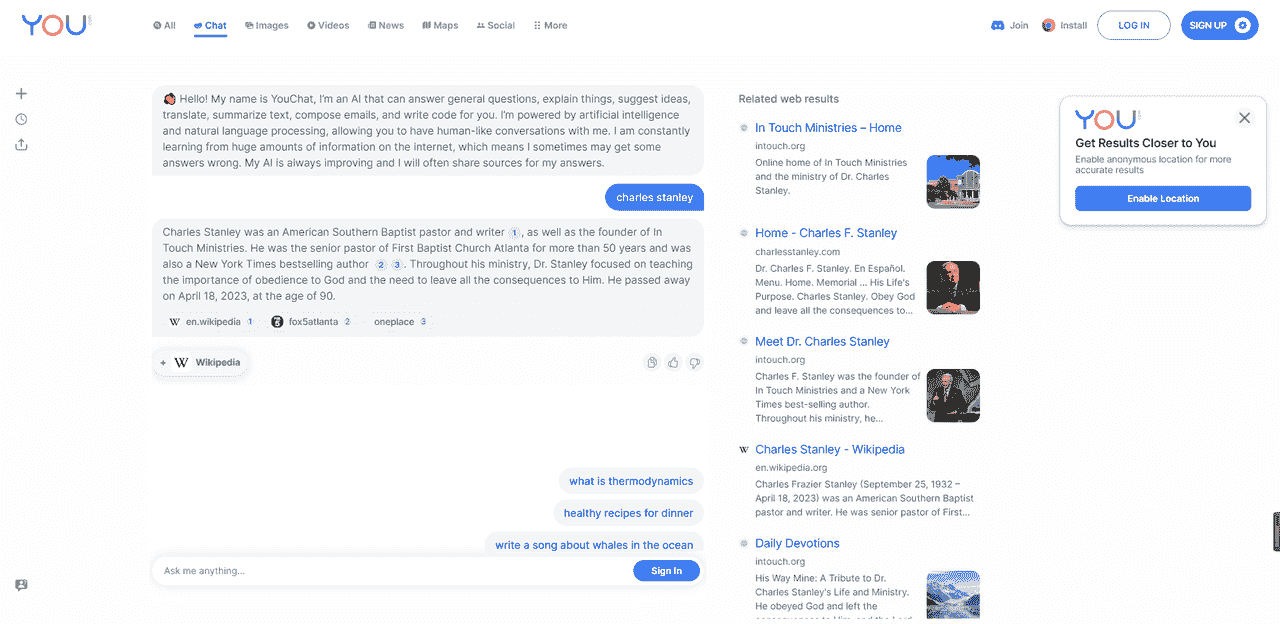 YOU
All
Chat
Images
Videos
News
Maps
Social
More
Join
Install
LOG IN
SIGN UP
Hello! My name is YouChat, I'm an AI that can answer general questions, explain things, suggest ideas,
translate, summarize text, compose emails, and write code for you. I'm powered by artificial intelligence
and natural language processing, allowing you to have human-like conversations with me. I am constantly
learning from huge amounts of information on the internet, which means I sometimes may get some
answers wrong. My AI is always improving and I will often share sources for my answers.
charles stanley
Charles Stanley was an American Southern Baptist pastor and writer 1, as well as the founder of In
Touch Ministries. He was the senior pastor of First Baptist Church Atlanta for more than 50 years and was
also a New York Times bestselling author 2 3. Throughout his ministry, Dr. Stanley focused on teaching
the importance of obedience to God and the need to leave all the consequences to Him. He passed away
on April 18, 2023, at the age of 90.
W en.wikipedia 1 fox5atlanta 2 oneplace 3
+ W Wikipedia
what is thermodynamics
healthy recipes for dinner
write a song about whales in the ocean
Ask me anything...
Sign In
Related web results
In Touch Ministries – Home
intouch.org
Online home of In Touch Ministries
and the ministry of Dr. Charles
Stanley.
Home - Charles F. Stanley
charlesstanley.com
Dr. Charles F. Stanley. En Español.
Menu. Home. Memorial ... His Life's
Purpose. Charles Stanley. Obey God
and leave all the consequences to...
Meet Dr. Charles Stanley
intouch.org
Charles F. Stanley was the founder of
In Touch Ministries and a New York
Times best-selling author.
Throughout his ministry, he...
W Charles Stanley - Wikipedia
en.wikipedia.org
Charles Frazier Stanley (September 25, 1932 –
April 18, 2023) was an American Southern Baptist
pastor and writer. He was senior pastor of First...
Daily Devotions
intouch.org
His Way Mine: A Tribute to Dr.
Charles Stanley's Life and Ministry.
He obeyed God and left the
consequences to Him, and the Lord
YOU
Get Results Closer to You
Enable anonymous location for more
accurate results
Enable Location